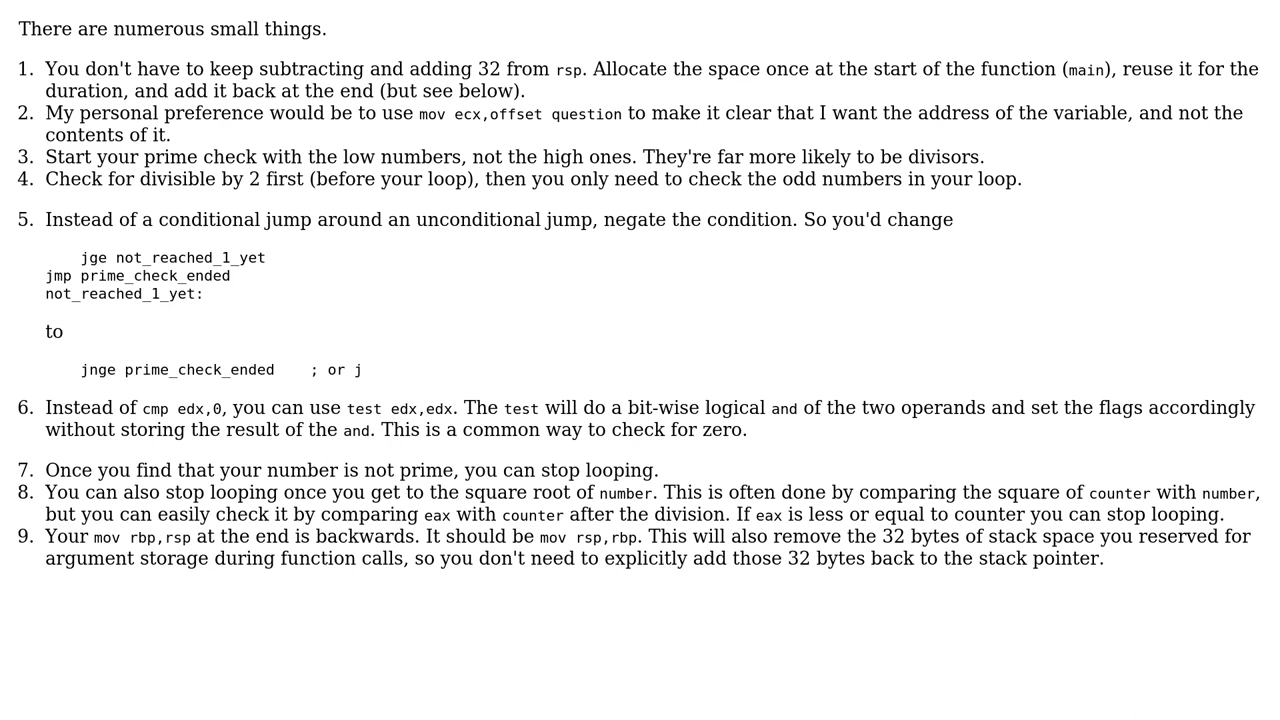 There are numerous small things.
1. You don't have to keep subtracting and adding 32 from rsp. Allocate the space once at the start of the function (main), reuse it for the
duration, and add it back at the end (but see below).
2. My personal preference would be to use mov ecx,offset question to make it clear that I want the address of the variable, and not the
contents of it.
3. Start your prime check with the low numbers, not the high ones. They're far more likely to be divisors.
4. Check for divisible by 2 first (before your loop), then you only need to check the odd numbers in your loop.
5. Instead of a conditional jump around an unconditional jump, negate the condition. So you'd change
    jge not_reached_1_yet
jmp prime_check_ended
not_reached_1_yet:
to
    jnge prime_check_ended    ; or j
6. Instead of cmp edx,0, you can use test edx,edx. The test will do a bit-wise logical and of the two operands and set the flags accordingly
without storing the result of the and. This is a common way to check for zero.
7. Once you find that your number is not prime, you can stop looping.
8. You can also stop looping once you get to the square root of number. This is often done by comparing the square of counter with number,
but you can easily check it by comparing eax with counter after the division. If eax is less or equal to counter you can stop looping.
9. Your mov rbp,rsp at the end is backwards. It should be mov rsp,rbp. This will also remove the 32 bytes of stack space you reserved for
argument storage during function calls, so you don't need to explicitly add those 32 bytes back to the stack pointer.